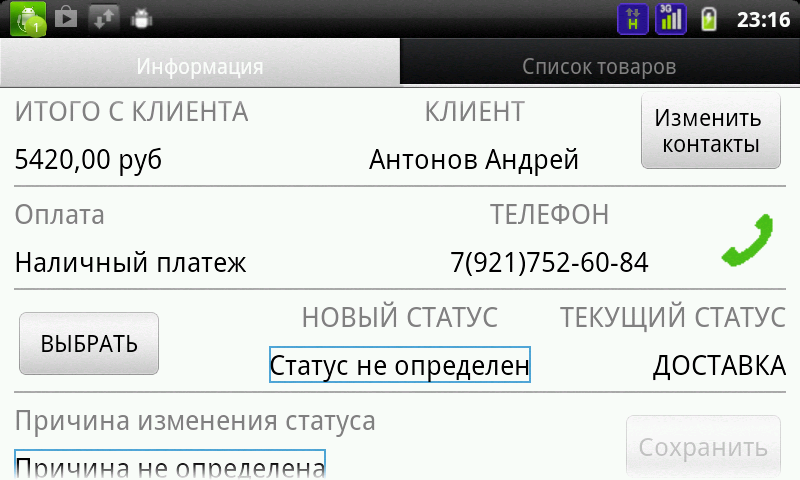 1
3G
H
23:16
Информация
Список товаров
ИТОГО С КЛИЕНТА
КЛИЕНТ
Изменить
контакты
5420,00 руб
Антонов Андрей
Оплата
ТЕЛЕФОН
Наличный платеж
7(921)752-60-84
ВЫБРАТЬ
НОВЫЙ СТАТУС
ТЕКУЩИЙ СТАТУС
Статус не определен
ДОСТАВКА
Причина изменения статуса
Сохранить
Причина не определена